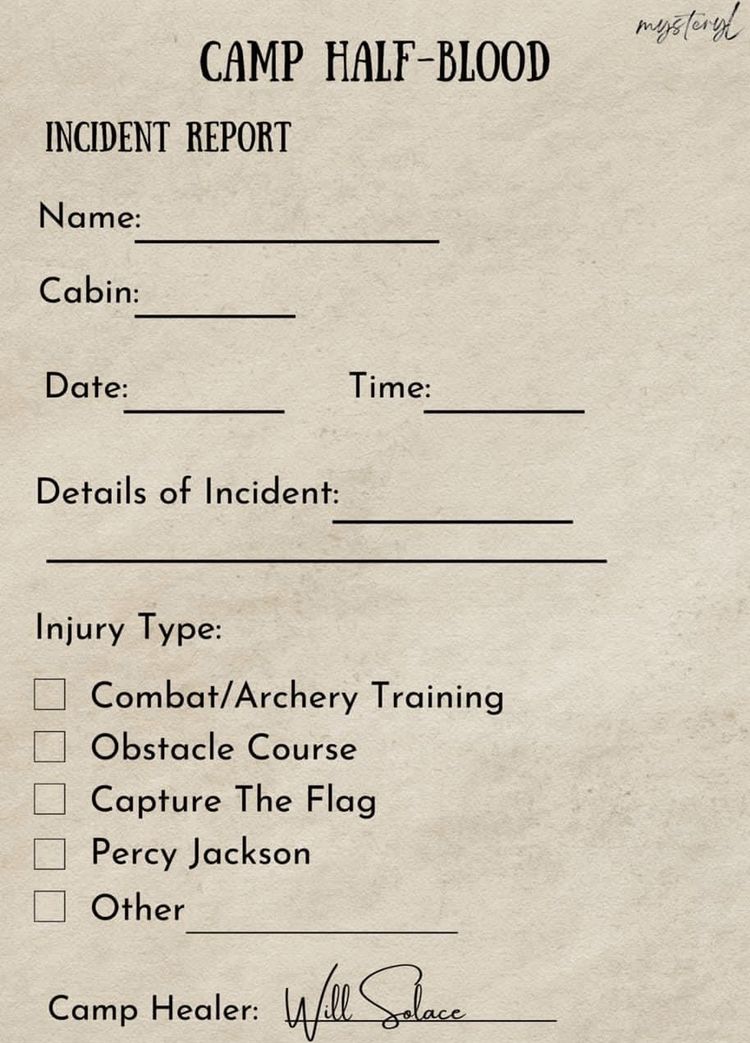 mysteryl
CAMP HALF-BLOOD
INCIDENT REPORT
Name:
Cabin:
Date: Time:
Details of Incident:
Injury Type:
Combat/Archery Training
Obstacle Course
Capture The Flag
Percy Jackson
Other
Camp Healer: Will Solace